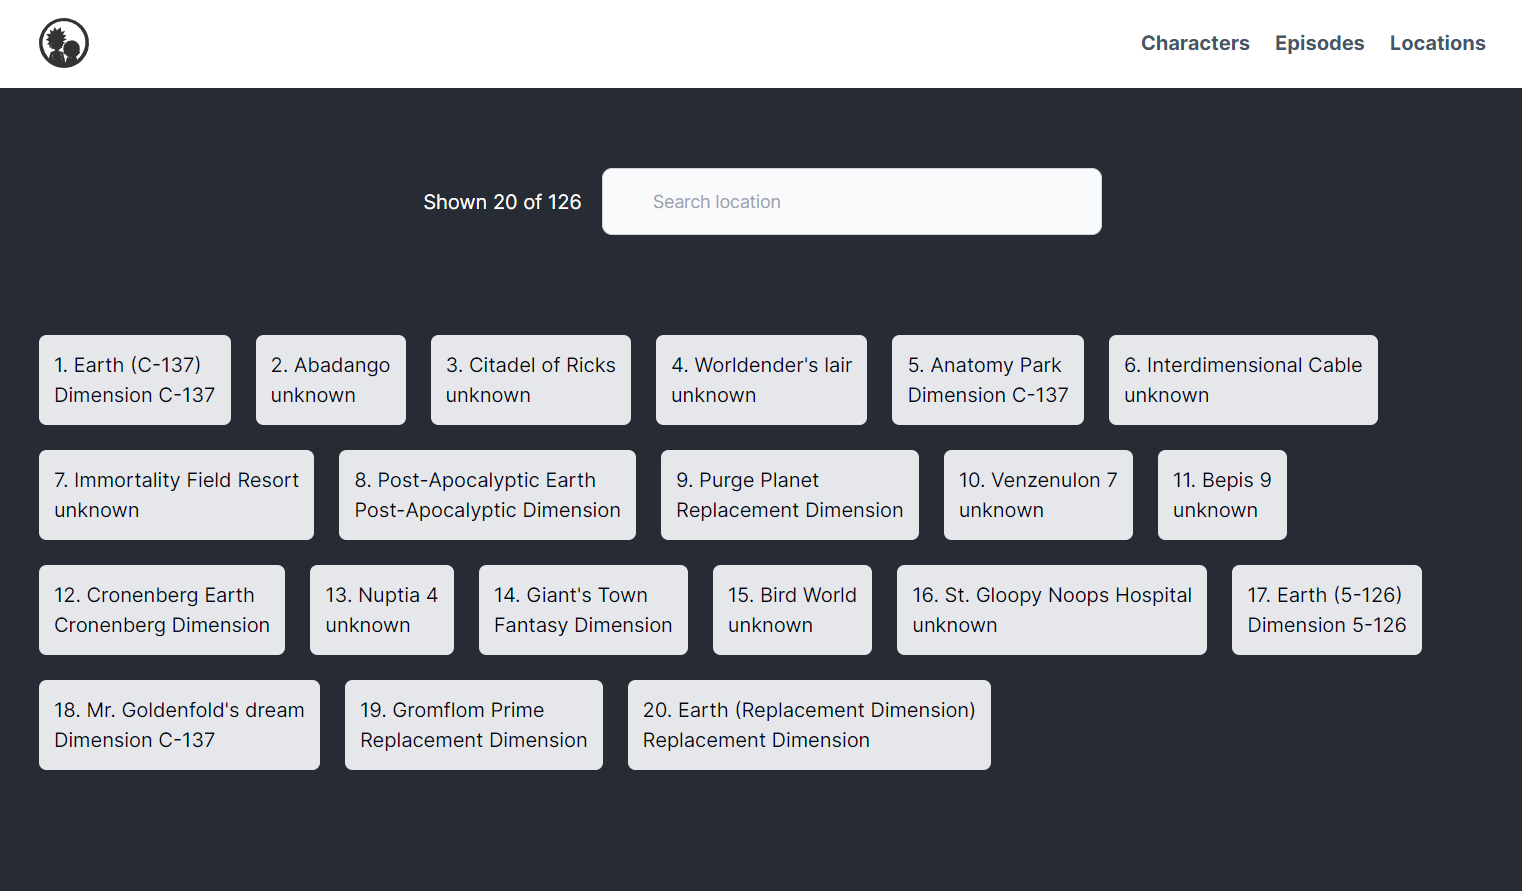 Characters Episodes Locations
Shown 20 of 126
Search location
1. Earth (C-137)
Dimension C-137
2. Abadango
unknown
3. Citadel of Ricks
unknown
4. Worldender's lair
unknown
5. Anatomy Park
Dimension C-137
6. Interdimensional Cable
unknown
7. Immortality Field Resort
unknown
8. Post-Apocalyptic Earth
Post-Apocalyptic Dimension
9. Purge Planet
Replacement Dimension
10. Venzenulon 7
unknown
11. Bepis 9
unknown
12. Cronenberg Earth
Cronenberg Dimension
13. Nuptia 4
unknown
14. Giant's Town
Fantasy Dimension
15. Bird World
unknown
16. St. Gloopy Noops Hospital
unknown
17. Earth (5-126)
Dimension 5-126
18. Mr. Goldenfold's dream
Dimension C-137
19. Gromflom Prime
Replacement Dimension
20. Earth (Replacement Dimension)
Replacement Dimension